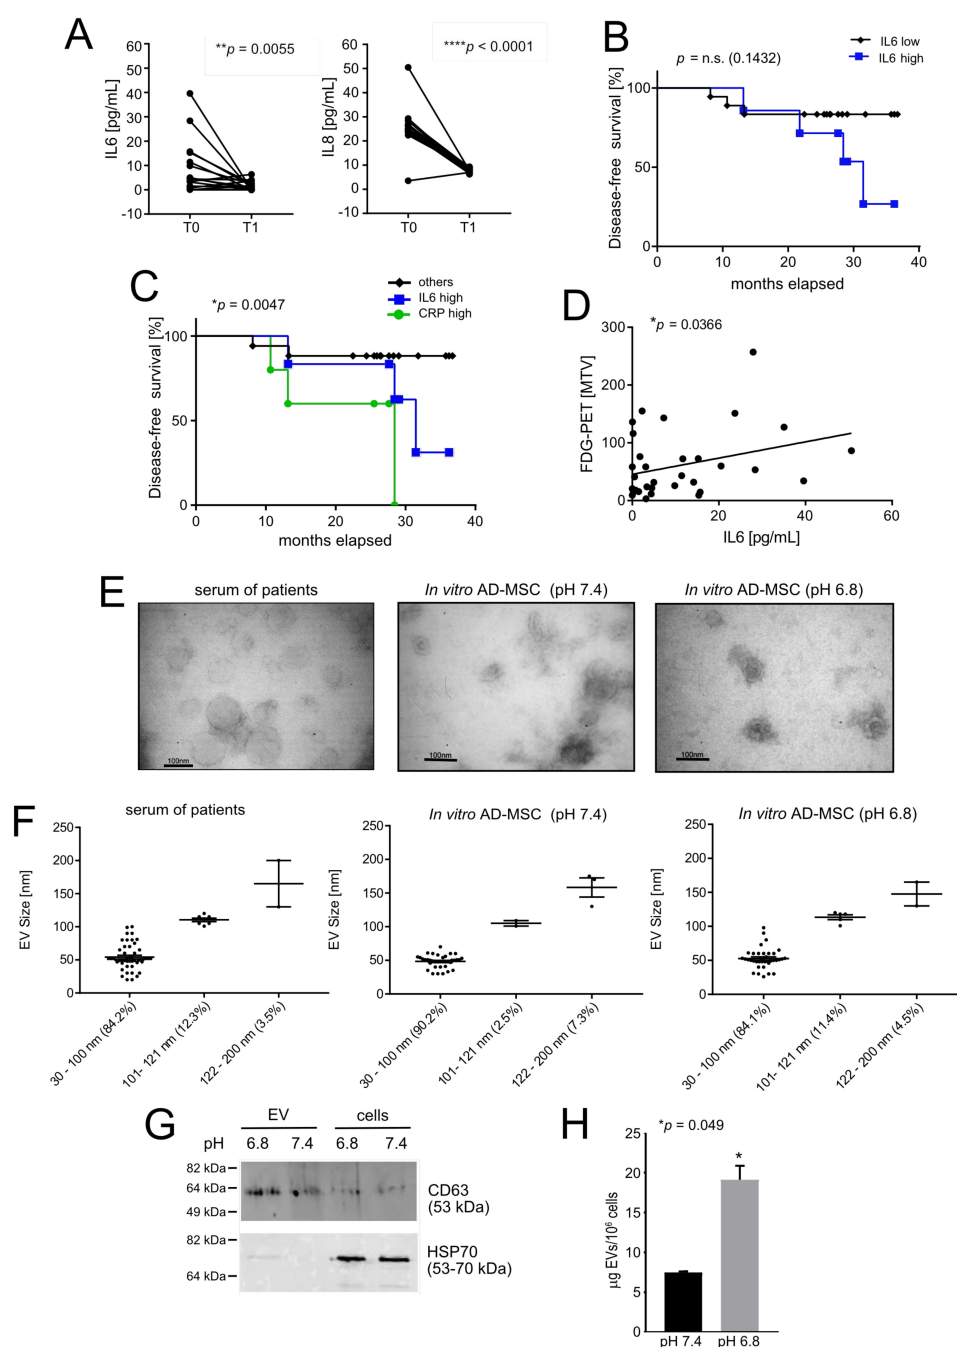 A
**p = 0.0055
IL6 [pg/mL]
60
50
40
30
20
10
0
-10
T0
T1
****p < 0.0001
IL8 [pg/mL]
60
50
40
30
20
10
0
-10
T0
T1
B
p = n.s. (0.1432)
IL6 low
IL6 high
Disease-free survival [%]
100
50
0
0
10
20
30
40
months elapsed
C
*p = 0.0047
others
IL6 high
CRP high
Disease-free survival [%]
100
50
0
0
10
20
30
40
months elapsed
D
*p = 0.0366
FDG-PET [MTV]
300
200
100
0
0
20
40
60
IL6 [pg/mL]
E
serum of patients
In vitro AD-MSC (pH 7.4)
In vitro AD-MSC (pH 6.8)
100nm
100nm
100nm
F
serum of patients
EV Size [nm]
250
200
150
100
50
0
30 - 100 nm (84.2%)
101- 121 nm (12.3%)
122 - 200 nm (3.5%)
In vitro AD-MSC (pH 7.4)
EV Size [nm]
250
200
150
100
50
0
30 - 100 nm (90.2%)
101- 121 nm (2.5%)
122 - 200 nm (7.3%)
In vitro AD-MSC (pH 6.8)
EV Size [nm]
250
200
150
100
50
0
30 - 100 nm (84.1%)
101- 121 nm (11.4%)
122 - 200 nm (4.5%)
G
EV
cells
pH 6.8 7.4 6.8 7.4
82 kDa
64 kDa
49 kDa
CD63
(53 kDa)
82 kDa
64 kDa
HSP70
(53-70 kDa)
H
*p = 0.049
*
µg EVs/10⁶ cells
25
20
15
10
5
0
pH 7.4
pH 6.8